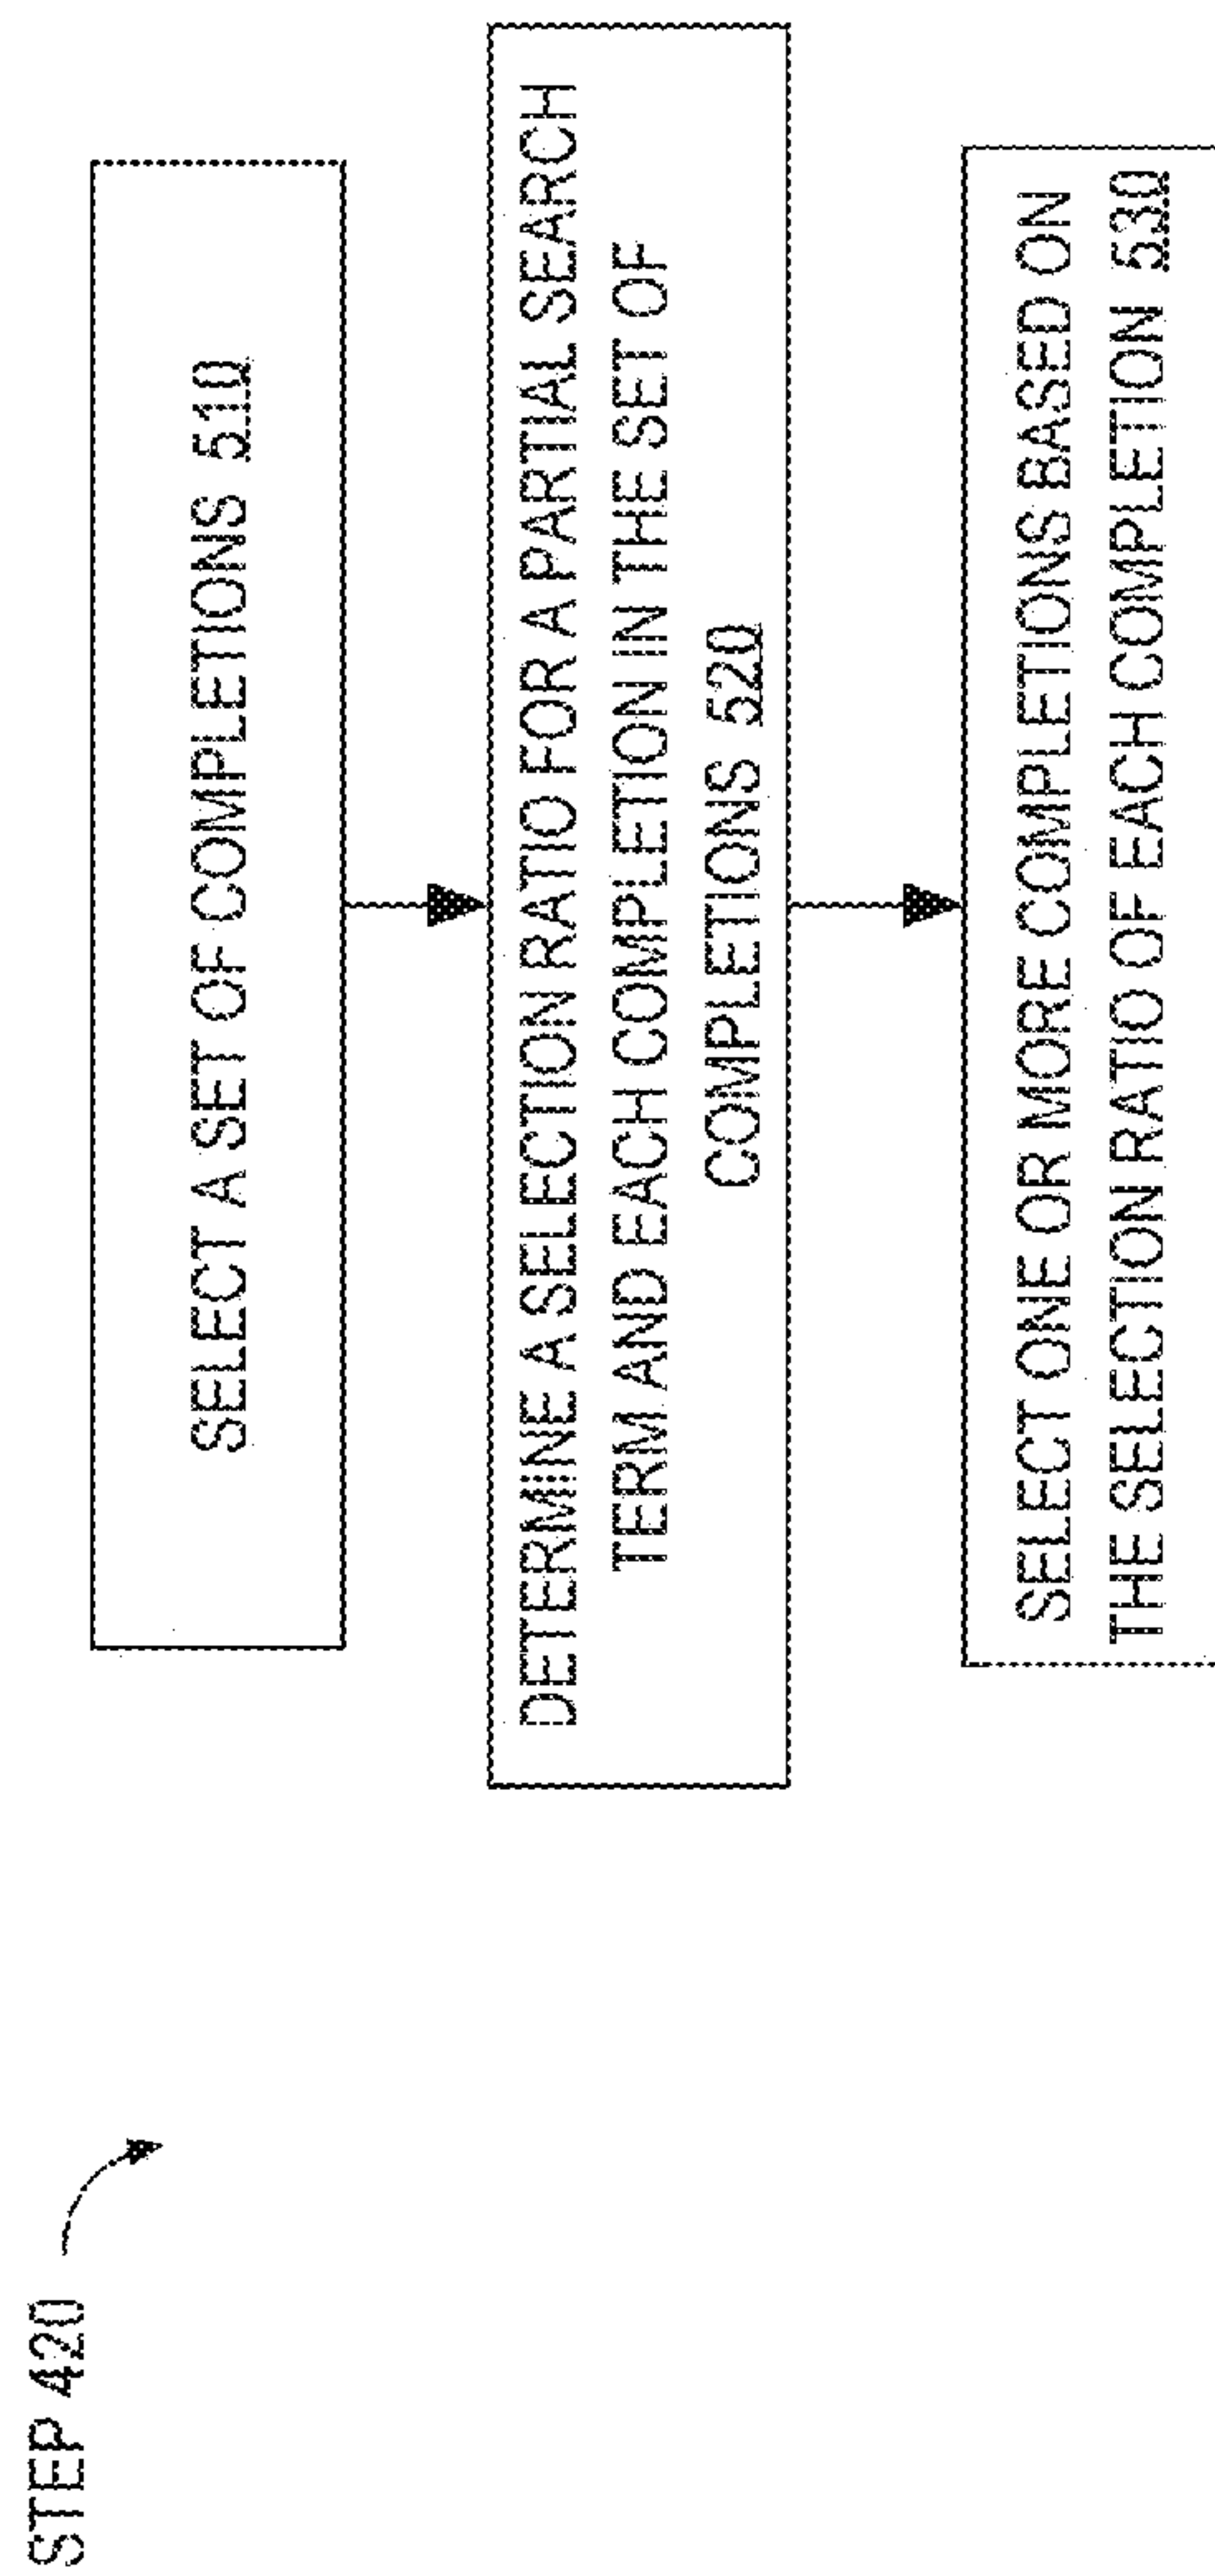 STEP 420
SELECT A SET OF COMPLETIONS 510
DETERMINE A SELECTION RATIO FOR A PARTIAL SEARCH
TERM AND EACH COMPLETION IN THE SET OF
COMPLETIONS 520
SELECT ONE OR MORE COMPLETIONS BASED ON
THE SELECTION RATIO OF EACH COMPLETION 530